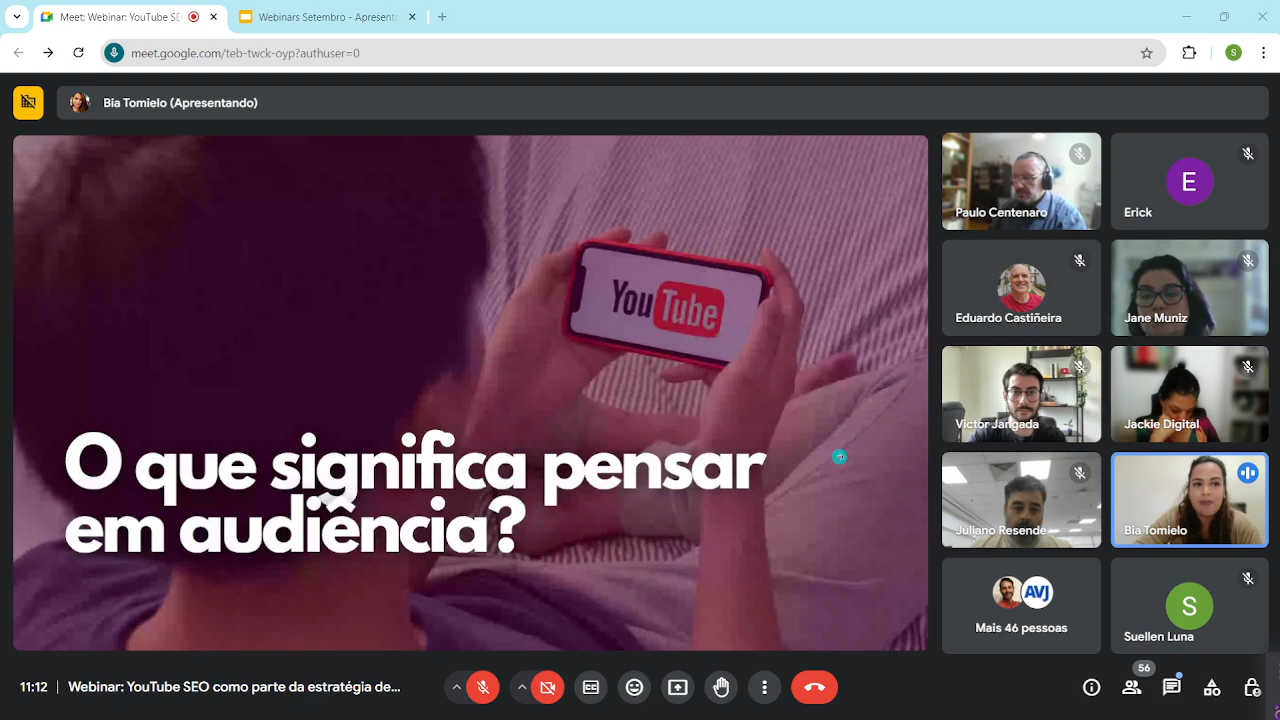 Meet: Webinar: YouTube SE
Webinars Setembro - Apresenta
meet.google.com/teb-twck-oyp?authuser=0
S
Bia Tomielo (Apresentando)
YouTube
O que significa pensar
em audiência?
Paulo Centenaro
E
Erick
Eduardo Castiñeira
Jane Muniz
Victor Jangada
Jackie Digital
Juliano Resende
Bia Tomielo
AVJ
Mais 46 pessoas
S
Suellen Luna
11:12
Webinar: YouTube SEO como parte da estratégia de...
56